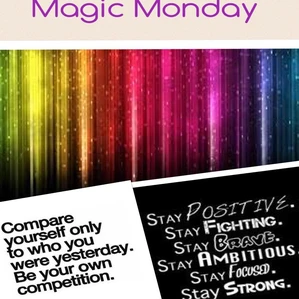 Magic Monday
Compare
yourself only
to who you
were yesterday.
Be your own
competition.
STAY POSITIVE.
STAY FIGHTING.
STAY BRAVE.
STAY AMBITIOUS.
STAY FOCUSED.
STAY STRONG.